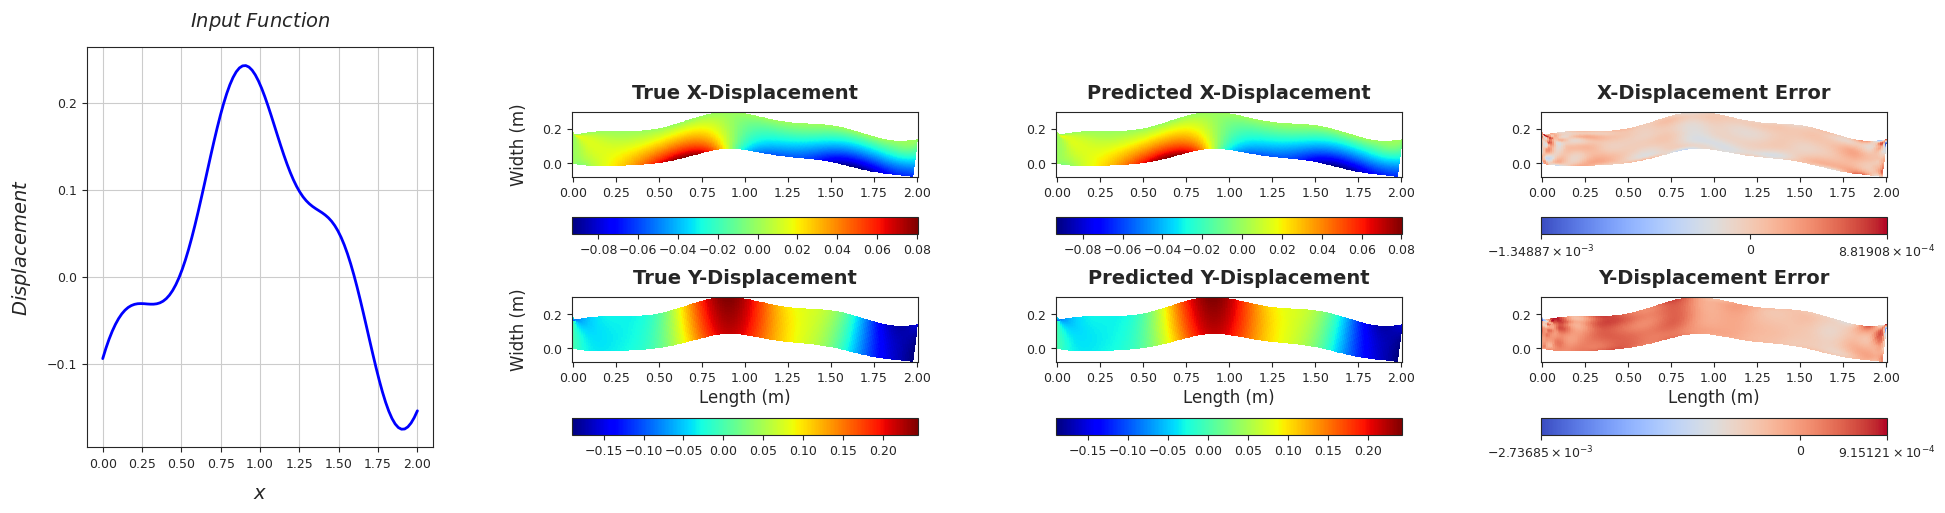 Input Function
Displacement
0.2
0.1
0.0
−0.1
0.00 0.25 0.50 0.75 1.00 1.25 1.50 1.75 2.00
x
True X-Displacement
Width (m)
0.2
0.0
0.00 0.25 0.50 0.75 1.00 1.25 1.50 1.75 2.00
−0.08 −0.06 −0.04 −0.02 0.00 0.02 0.04 0.06 0.08
Predicted X-Displacement
0.2
0.0
0.00 0.25 0.50 0.75 1.00 1.25 1.50 1.75 2.00
−0.08 −0.06 −0.04 −0.02 0.00 0.02 0.04 0.06 0.08
X-Displacement Error
0.2
0.0
0.00 0.25 0.50 0.75 1.00 1.25 1.50 1.75 2.00
−1.34887 × 10⁻³ 0 8.81908 × 10⁻⁴
True Y-Displacement
Width (m)
0.2
0.0
0.00 0.25 0.50 0.75 1.00 1.25 1.50 1.75 2.00
Length (m)
−0.15 −0.10 −0.05 0.00 0.05 0.10 0.15 0.20
Predicted Y-Displacement
0.2
0.0
0.00 0.25 0.50 0.75 1.00 1.25 1.50 1.75 2.00
Length (m)
−0.15 −0.10 −0.05 0.00 0.05 0.10 0.15 0.20
Y-Displacement Error
0.2
0.0
0.00 0.25 0.50 0.75 1.00 1.25 1.50 1.75 2.00
Length (m)
−2.73685 × 10⁻³ 0 9.15121 × 10⁻⁴